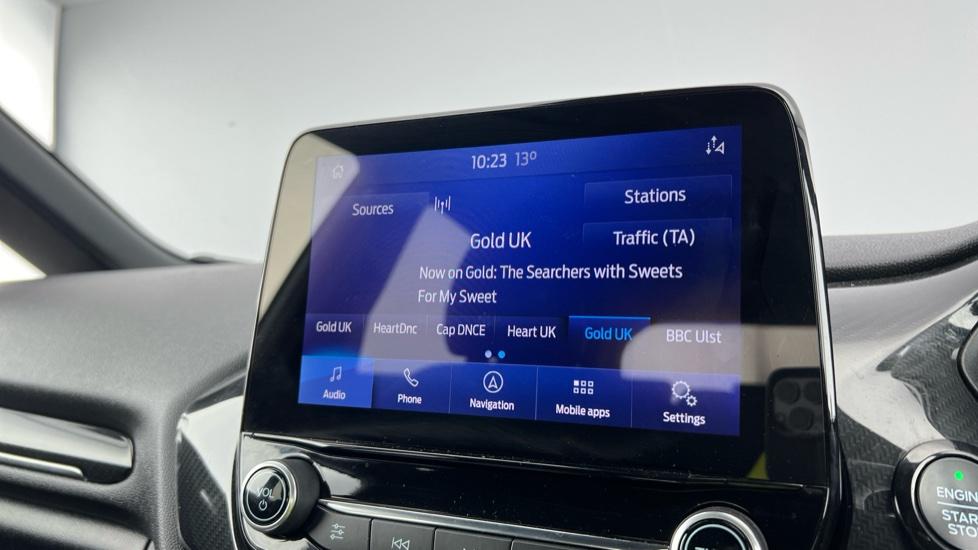 10:23 13°
Sources
Stations
Gold UK
Traffic (TA)
Now on Gold: The Searchers with Sweets
For My Sweet
Gold UK HeartDnc Cap DNCE Heart UK Gold UK BBC Ulst
Audio Phone Navigation Mobile apps Settings
VOL
ENGIN
STAR
STO